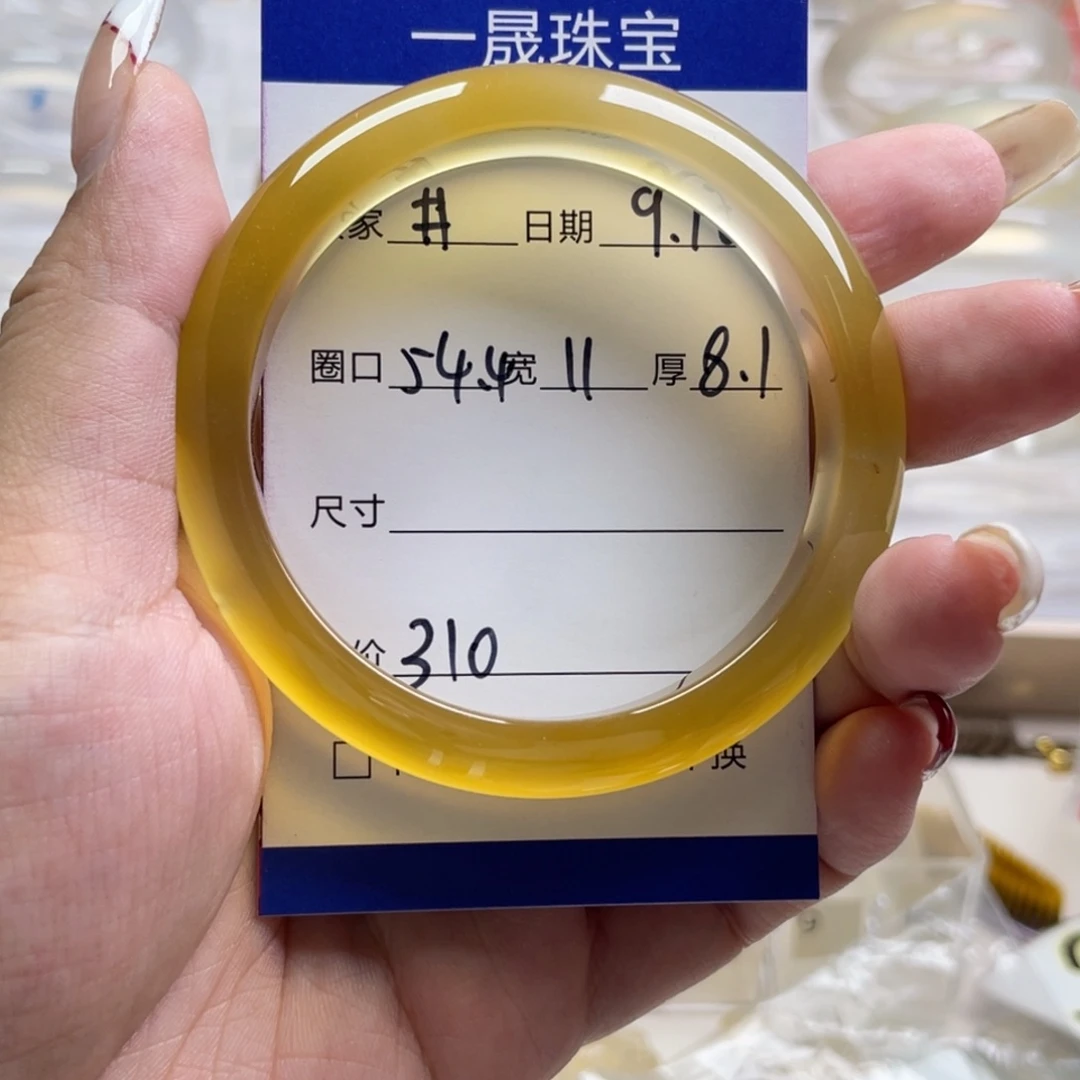 一晟珠宝
家 井 日期 9.1
圈口 54.4 宽 11 厚 8.1
尺寸
价 310
换